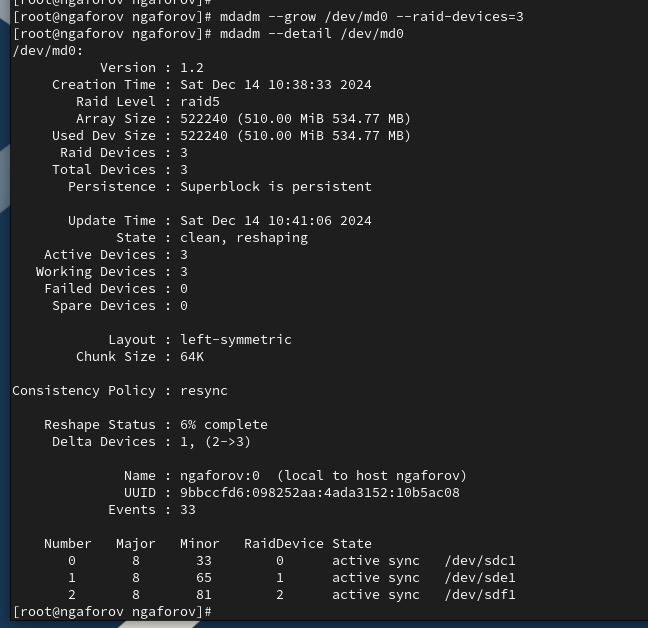 [root@ngaforov ngaforov]#
[root@ngaforov ngaforov]# mdadm --grow /dev/md0 --raid-devices=3
[root@ngaforov ngaforov]# mdadm --detail /dev/md0
/dev/md0:
Version : 1.2
Creation Time : Sat Dec 14 10:38:33 2024
Raid Level : raid5
Array Size : 522240 (510.00 MiB 534.77 MB)
Used Dev Size : 522240 (510.00 MiB 534.77 MB)
Raid Devices : 3
Total Devices : 3
Persistence : Superblock is persistent
Update Time : Sat Dec 14 10:41:06 2024
State : clean, reshaping
Active Devices : 3
Working Devices : 3
Failed Devices : 0
Spare Devices : 0
Layout : left-symmetric
Chunk Size : 64K
Consistency Policy : resync
Reshape Status : 6% complete
Delta Devices : 1, (2->3)
Name : ngaforov:0 (local to host ngaforov)
UUID : 9bbccfd6:098252aa:4ada3152:10b5ac08
Events : 33
Number Major Minor RaidDevice State
0 8 33 0 active sync /dev/sdc1
1 8 65 1 active sync /dev/sde1
2 8 81 2 active sync /dev/sdf1
[root@ngaforov ngaforov]#